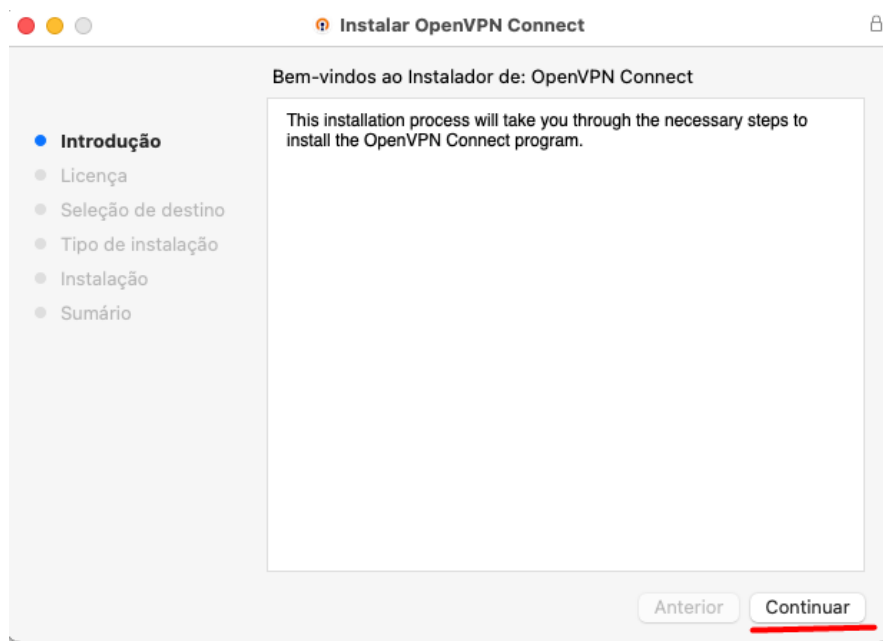 Instalar OpenVPN Connect
Bem-vindos ao Instalador de: OpenVPN Connect
Introdução
Licença
Seleção de destino
Tipo de instalação
Instalação
Sumário
This installation process will take you through the necessary steps to
install the OpenVPN Connect program.
Anterior
Continuar